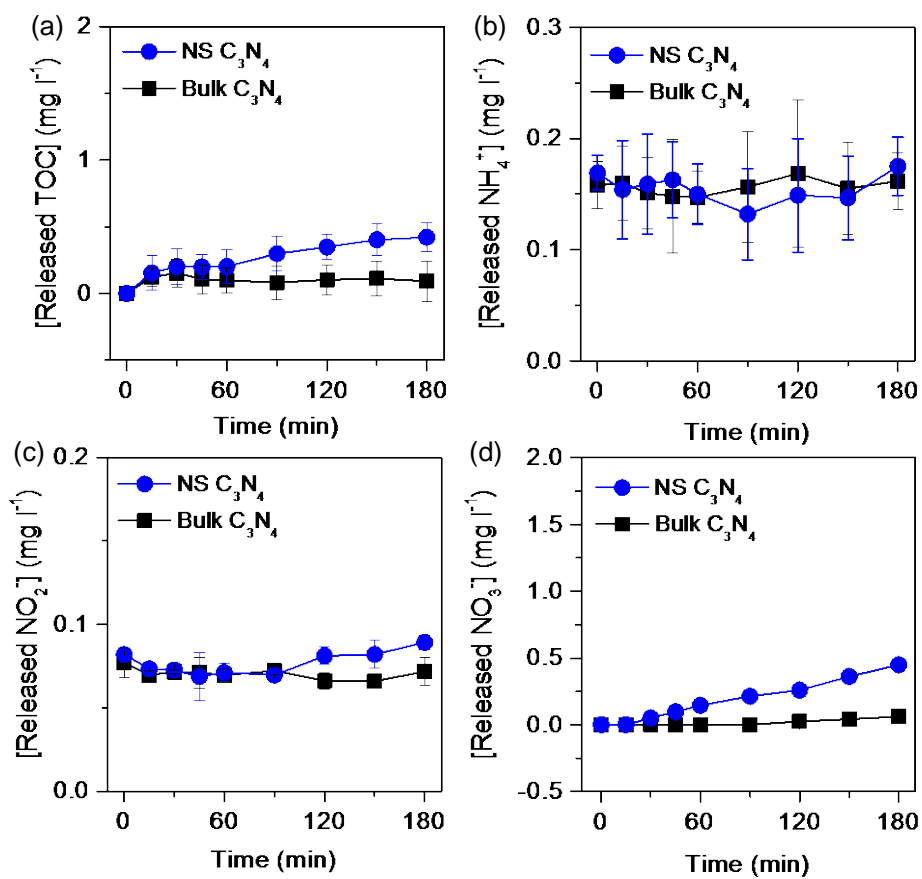 (a)
2
1
0
[Released TOC] (mg l⁻¹)
NS C₃N₄
Bulk C₃N₄
0 60 120 180
Time (min)
(b)
0.3
0.2
0.1
0.0
[Released NH₄⁺] (mg l⁻¹)
NS C₃N₄
Bulk C₃N₄
0 60 120 180
Time (min)
(c)
0.2
0.1
0.0
[Released NO₂⁻] (mg l⁻¹)
NS C₃N₄
Bulk C₃N₄
0 60 120 180
Time (min)
(d)
2.0
1.5
1.0
0.5
0.0
-0.5
[Released NO₃⁻] (mg l⁻¹)
NS C₃N₄
Bulk C₃N₄
0 60 120 180
Time (min)